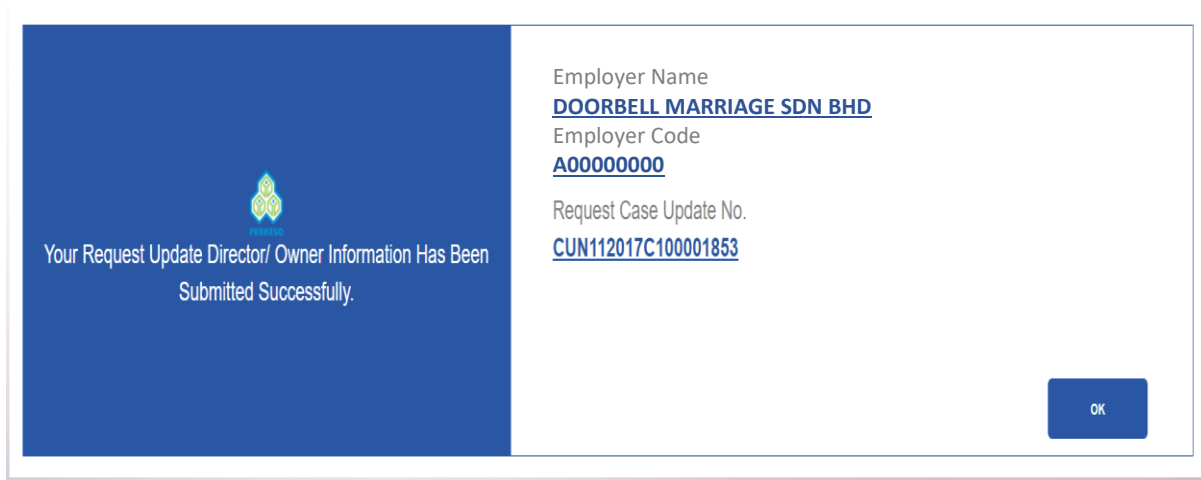 PERKESO
Your Request Update Director/ Owner Information Has Been
Submitted Successfully.
Employer Name
DOORBELL MARRIAGE SDN BHD
Employer Code
A00000000
Request Case Update No.
CUN112017C100001853
OK